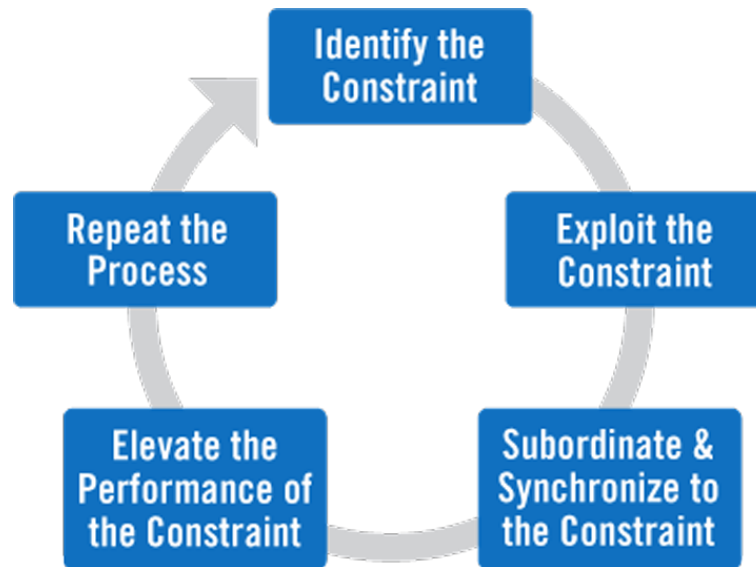 Identify the
Constraint
Exploit the
Constraint
Subordinate &
Synchronize to
the Constraint
Elevate the
Performance of
the Constraint
Repeat the
Process